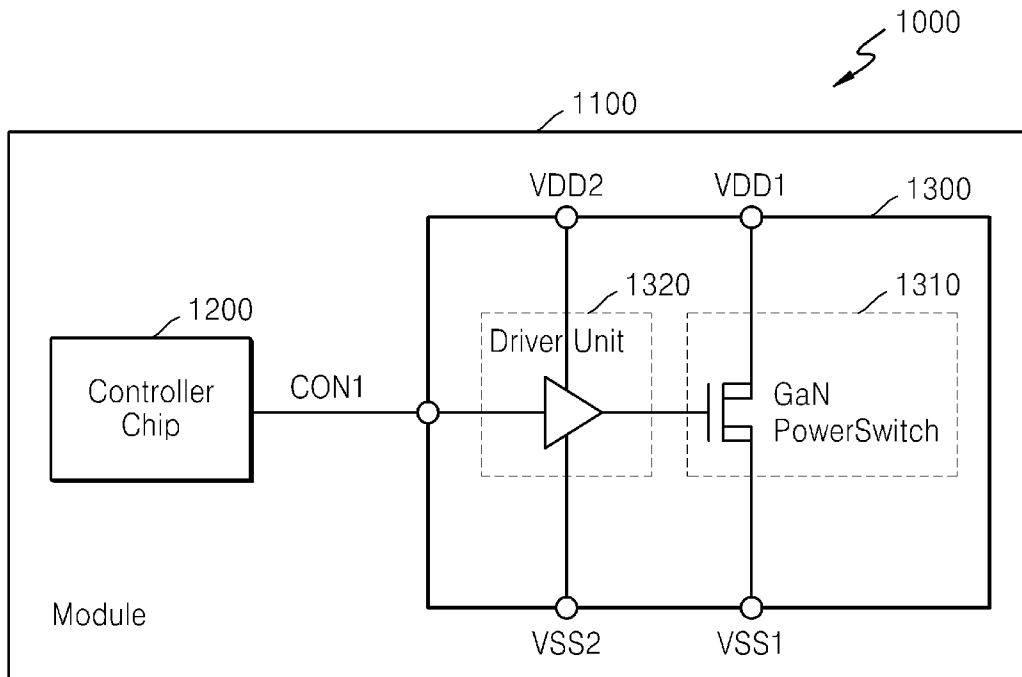 1000
1100
VDD2
VDD1
1300
1320
1310
1200
Driver Unit
Controller
Chip
CON1
GaN
PowerSwitch
Module
VSS2
VSS1